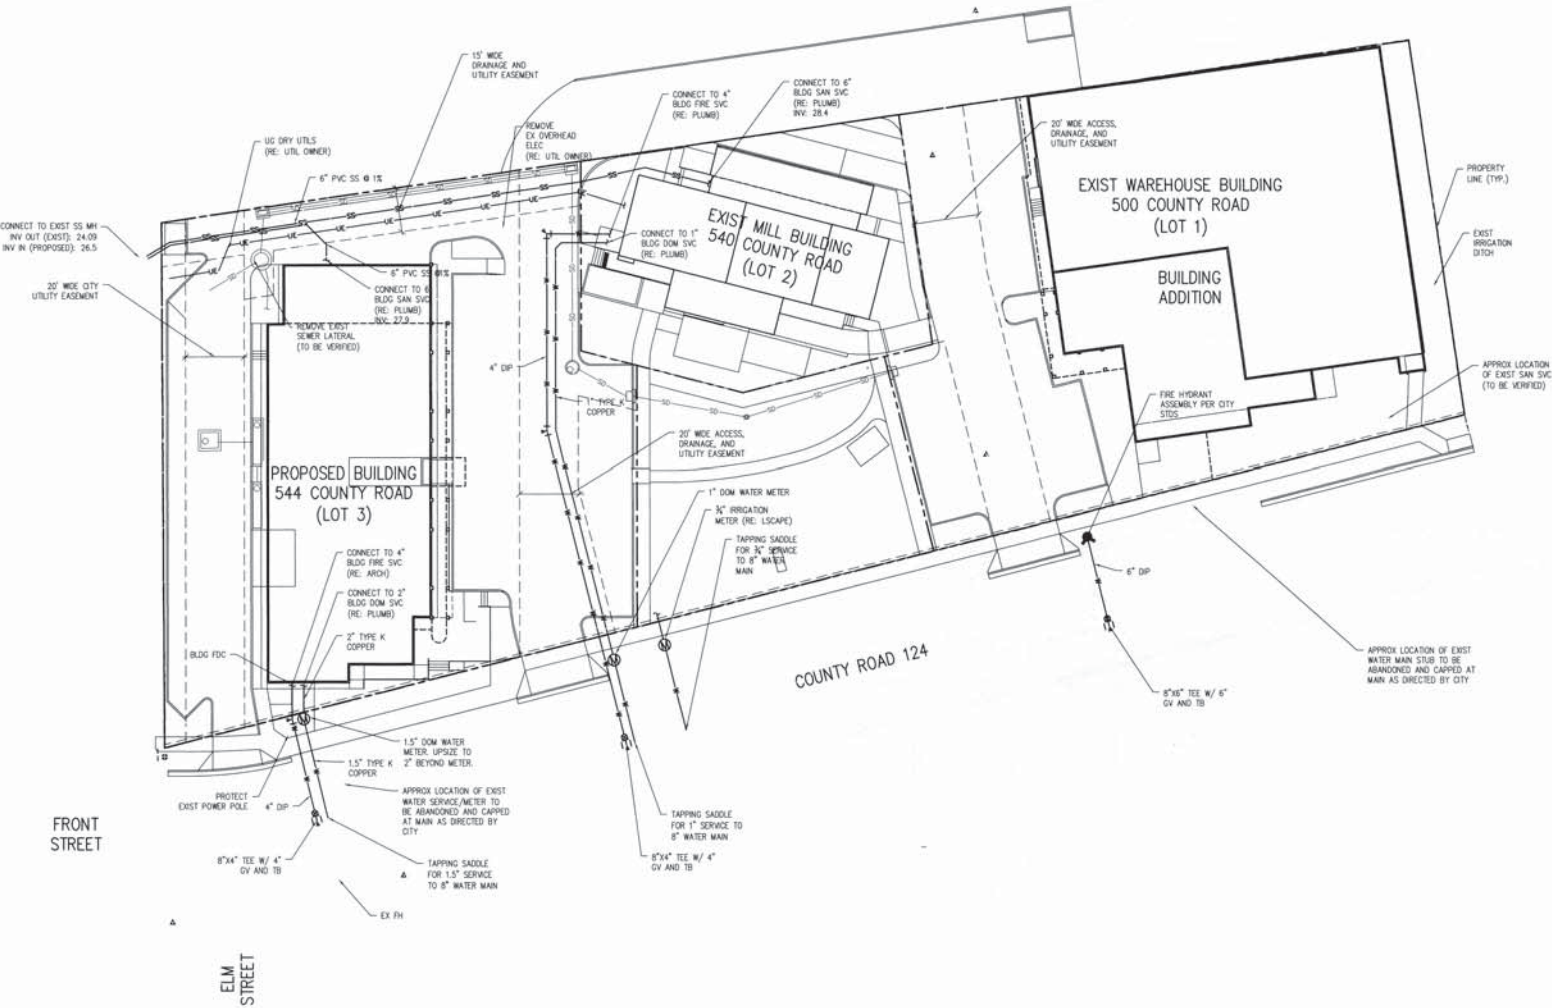 15' WIDE
DRAINAGE AND
UTILITY EASEMENT
CONNECT TO 4"
BLDG FIRE SVC
(RE: PLUMB)
CONNECT TO 6"
BLDG SAN SVC
(RE: PLUMB)
INV: 28.4
REMOVE
EX OVERHEAD
ELEC
(RE: UTIL OWNER)
20' WIDE ACCESS,
DRAINAGE, AND
UTILITY EASEMENT
UG DRY UTILS
(RE: UTIL OWNER)
6" PVC SS @ 1%
PROPERTY
LINE (TYP.)
EXIST WAREHOUSE BUILDING
500 COUNTY ROAD
(LOT 1)
EXIST MILL BUILDING
540 COUNTY ROAD
(LOT 2)
CONNECT TO EXIST SS MH
INV OUT (EXIST): 24.09
INV IN (PROPOSED): 26.5
CONNECT TO 1"
BLDG DOM SVC
(RE: PLUMB)
EXIST
IRRIGATION
DITCH
BUILDING
ADDITION
20' WIDE CITY
UTILITY EASEMENT
6" PVC SS @1%
CONNECT TO 6
BLDG SAN SVC
(RE: PLUMB)
INV: 27.9
REMOVE EXIST
SEWER LATERAL
(TO BE VERIFIED)
4" DIP
1" TYPE K
COPPER
APPROX LOCATION
OF EXIST SAN SVC
(TO BE VERIFIED)
FIRE HYDRANT
ASSEMBLY PER CITY
STDS
20' WIDE ACCESS,
DRAINAGE, AND
UTILITY EASEMENT
PROPOSED BUILDING
544 COUNTY ROAD
(LOT 3)
1" DOM WATER METER
¾" IRRIGATION
METER (RE: LSCAPE)
TAPPING SADDLE
FOR ¾" SERVICE
TO 8" WATER
MAIN
CONNECT TO 4"
BLDG FIRE SVC
(RE: ARCH)
CONNECT TO 2"
BLDG DOM SVC
(RE: PLUMB)
2" TYPE K
COPPER
BLDG FDC
6" DIP
COUNTY ROAD 124
APPROX LOCATION OF EXIST
WATER MAIN STUB TO BE
ABANDONED AND CAPPED AT
MAIN AS DIRECTED BY CITY
8"X6" TEE W/ 6"
GV AND TB
1.5" DOM WATER
METER. UPSIZE TO
2" BEYOND METER.
1.5" TYPE K
COPPER
PROTECT
EXIST POWER POLE
4" DIP
APPROX LOCATION OF EXIST
WATER SERVICE/METER TO
BE ABANDONED AND CAPPED
AT MAIN AS DIRECTED BY
CITY
TAPPING SADDLE
FOR 1" SERVICE TO
8" WATER MAIN
8"X4" TEE W/ 4"
GV AND TB
8"X4" TEE W/ 4"
GV AND TB
TAPPING SADDLE
FOR 1.5" SERVICE
TO 8" WATER MAIN
EX FH
FRONT
STREET
ELM
STREET